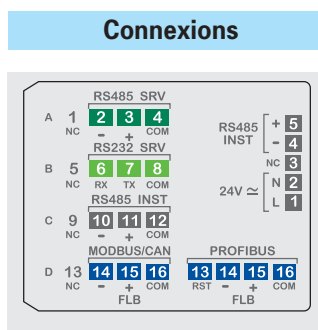 Connexions
RS485 SRV
A 1 2 3 4
NC - + COM
RS232 SRV
B 5 6 7 8
NC RX TX COM
RS485 INST
C 9 10 11 12
NC - + COM
MODBUS/CAN
D 13 14 15 16
NC - + COM
FLB
RS485 INST
+ 5
- 4
NC 3
24V ≃
N 2
L 1
PROFIBUS
13 14 15 16
RST - + COM
FLB